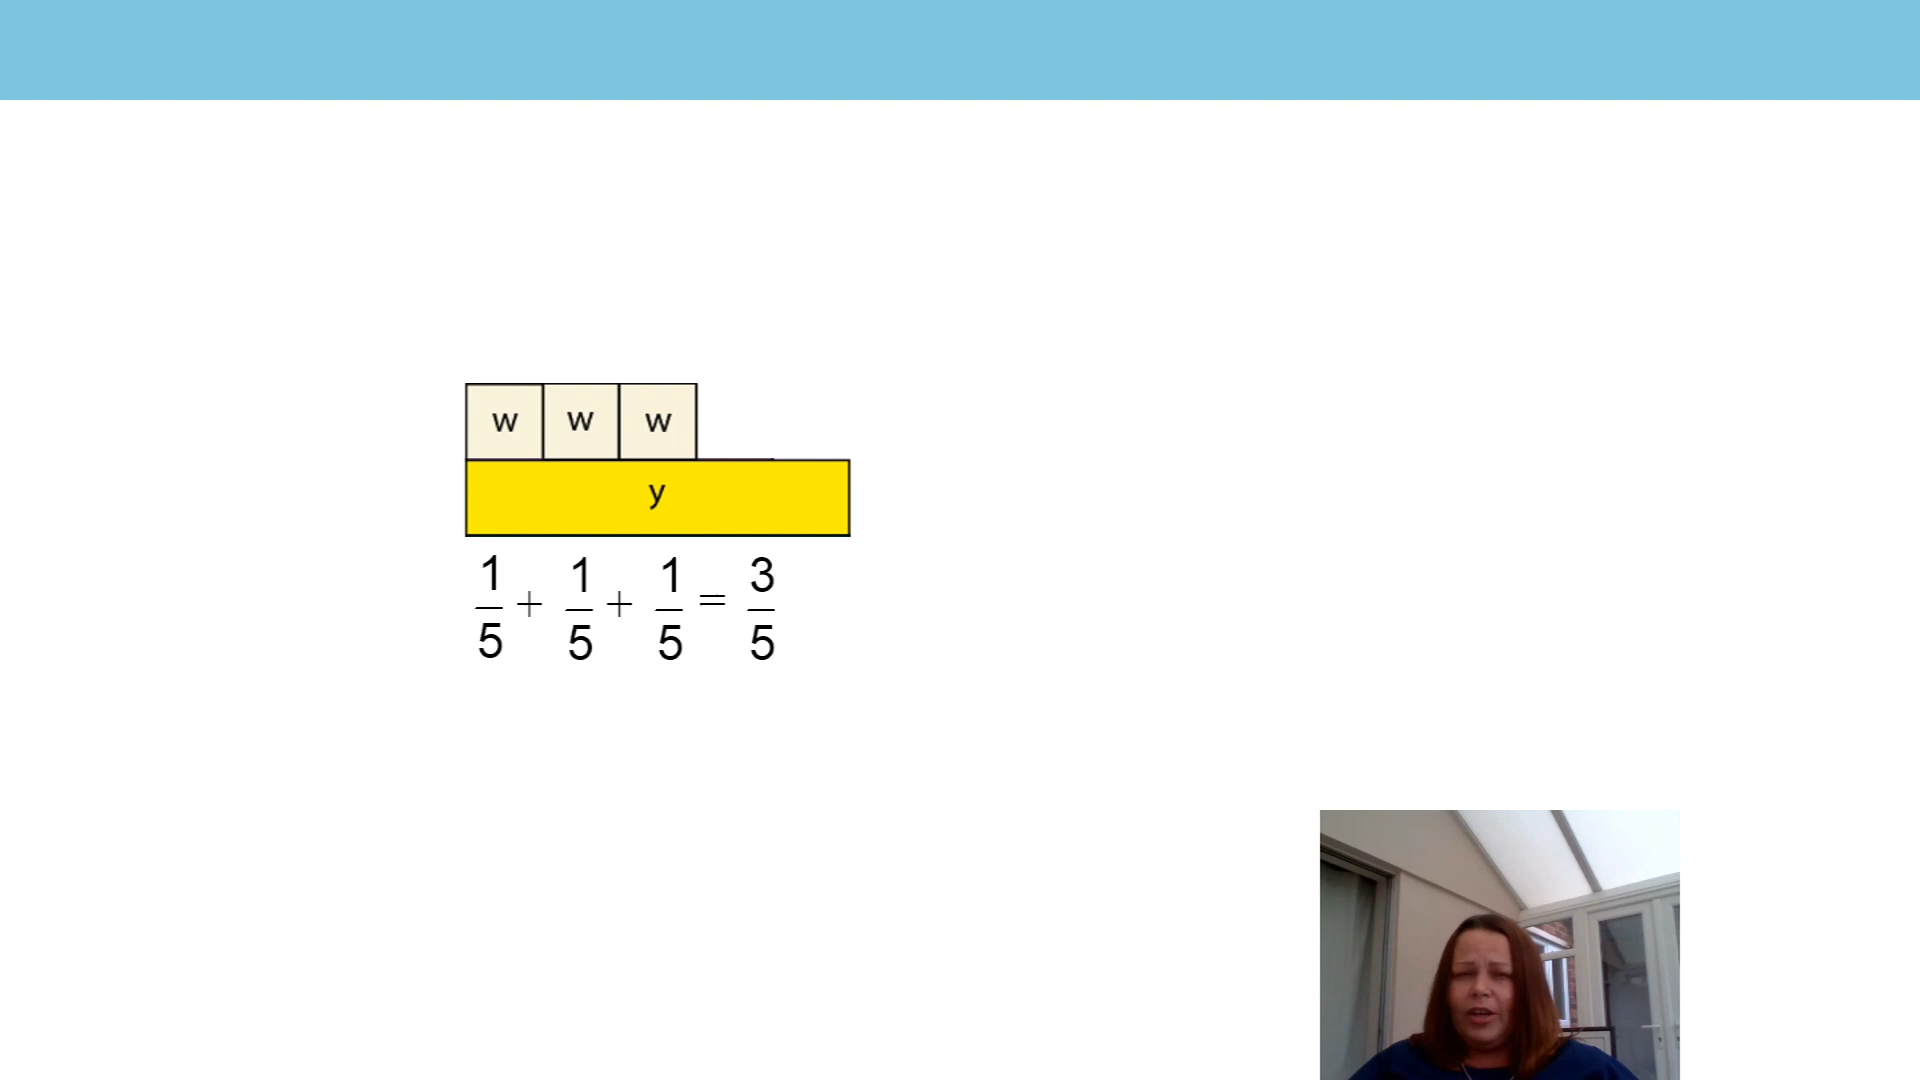 w w w
y
1/5 + 1/5 + 1/5 = 3/5